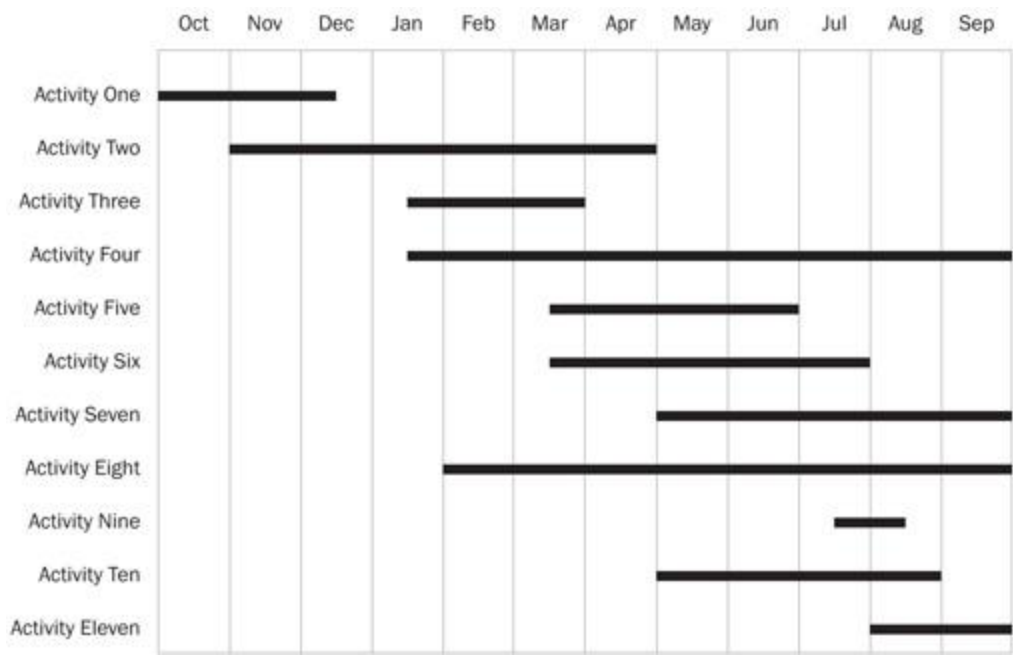 Oct Nov Dec Jan Feb Mar Apr May Jun Jul Aug Sep
Activity One
Activity Two
Activity Three
Activity Four
Activity Five
Activity Six
Activity Seven
Activity Eight
Activity Nine
Activity Ten
Activity Eleven